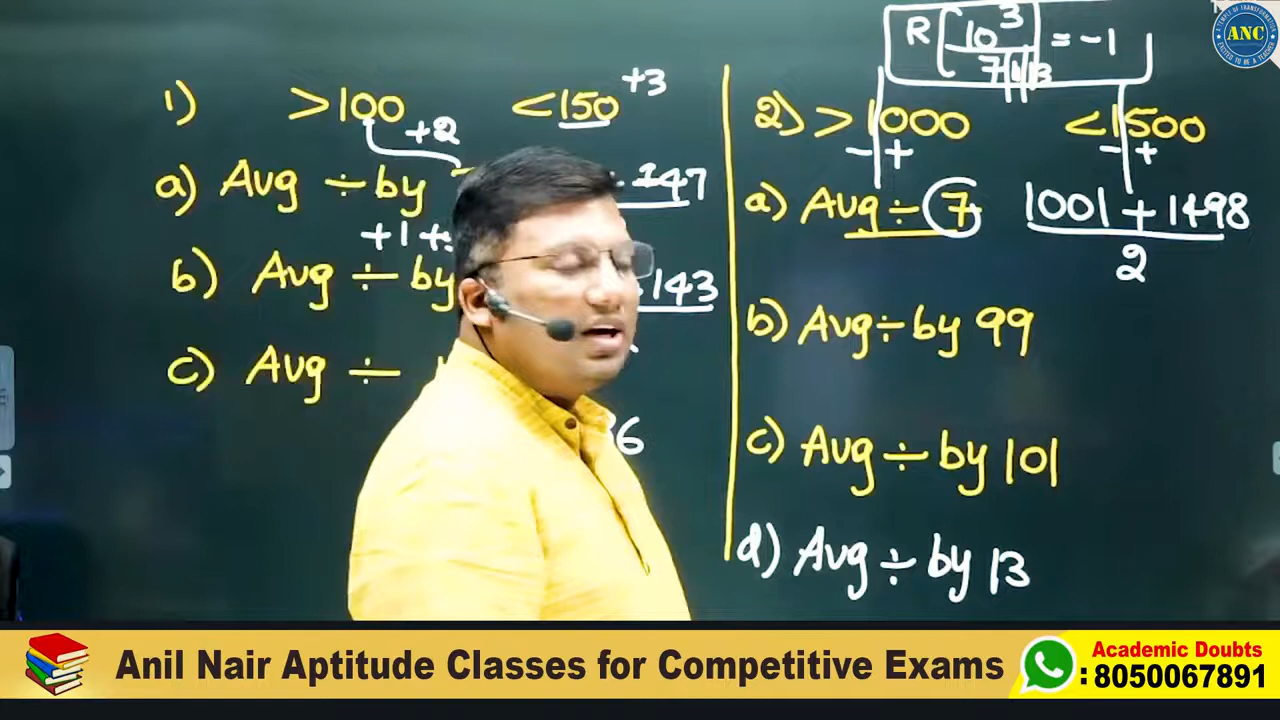 R [10³ / 7|11|13] = -1
1) >100 <150 +3
+2
a) Avg ÷ by 147
+1
b) Avg ÷ by 143
c) Avg ÷
6
2) >1000 <1500
- + - +
a) Avg ÷ 7 1001 + 1498
2
b) Avg ÷ by 99
c) Avg ÷ by 101
d) Avg ÷ by 13
ANC
Anil Nair Aptitude Classes for Competitive Exams
Academic Doubts
: 8050067891